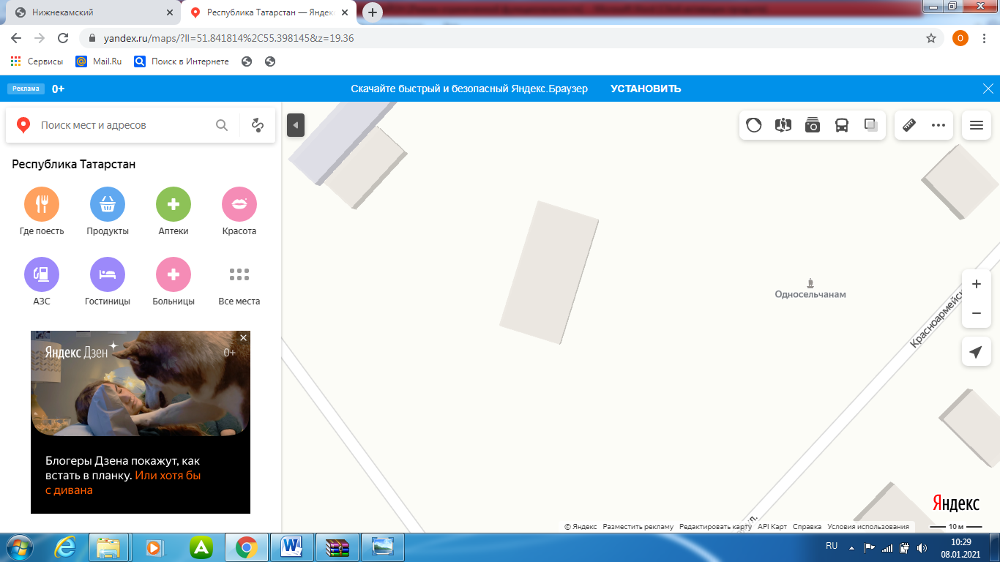 Нижнекамский
Республика Татарстан — Яндекс
yandex.ru/maps/?ll=51.841814%2C55.398145&z=19.36
О
Сервисы
Mail.Ru
Поиск в Интернете
Реклама
0+
Скачайте быстрый и безопасный Яндекс.Браузер
УСТАНОВИТЬ
Поиск мест и адресов
Республика Татарстан
Где поесть
Продукты
Аптеки
Красота
АЗС
Гостиницы
Больницы
Все места
Яндекс Дзен
0+
Блогеры Дзена покажут, как
встать в планку. Или хотя бы
с дивана
Односельчанам
Красноармейск
ул.
Яндекс
© Яндекс Разместить рекламу Редактировать карту API Карт Справка Условия использования
10 м
RU
10:29
08.01.2021